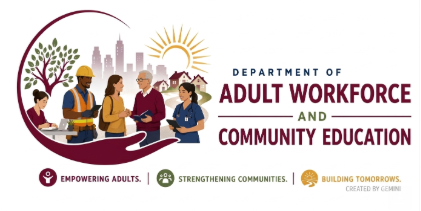 DEPARTMENT OF
ADULT WORKFORCE
AND
COMMUNITY EDUCATION
EMPOWERING ADULTS. | STRENGTHENING COMMUNITIES. | BUILDING TOMORROWS.
CREATED BY GEMINI